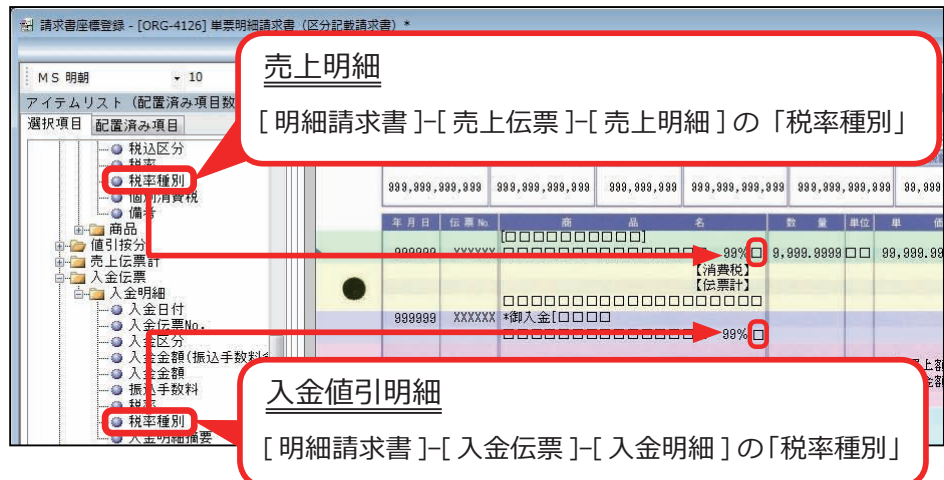 請求書座標登録 - [ORG-4126] 単票明細請求書 (区分記載請求書) *
MS 明朝 10
アイテムリスト (配置済み項目数
選択項目 配置済み項目
税込区分
税率
税率種別
個別消費税
備考
商品
値引按分
売上伝票計
入金伝票
入金明細
入金日付
入金伝票No.
入金区分
入金金額(振込手数料
入金金額
振込手数料
税率
税率種別
入金明細摘要
売上明細
[明細請求書]-[売上伝票]-[売上明細]の「税率種別」
999,999,999,999 999,999,999,999 999,999,999 999,999,999,999 999,999,999,999 99,999
年月日 伝票No 商 品 名 数 量 単位 単 価
[□□□□□□□□□□□□]
999999 XXXXXX □□□□□□□□□□□□□□□□□□ 99%□ 9,999.9999 □□ 99,999.99
【消費税】
【伝票計】
□□□□□□□□□□□□□□□□□□□□
999999 XXXXXX *御入金[□□□□
□□□□□□□□□□□□□□□□ 99% □
入金値引明細
[明細請求書]-[入金伝票]-[入金明細]の「税率種別」